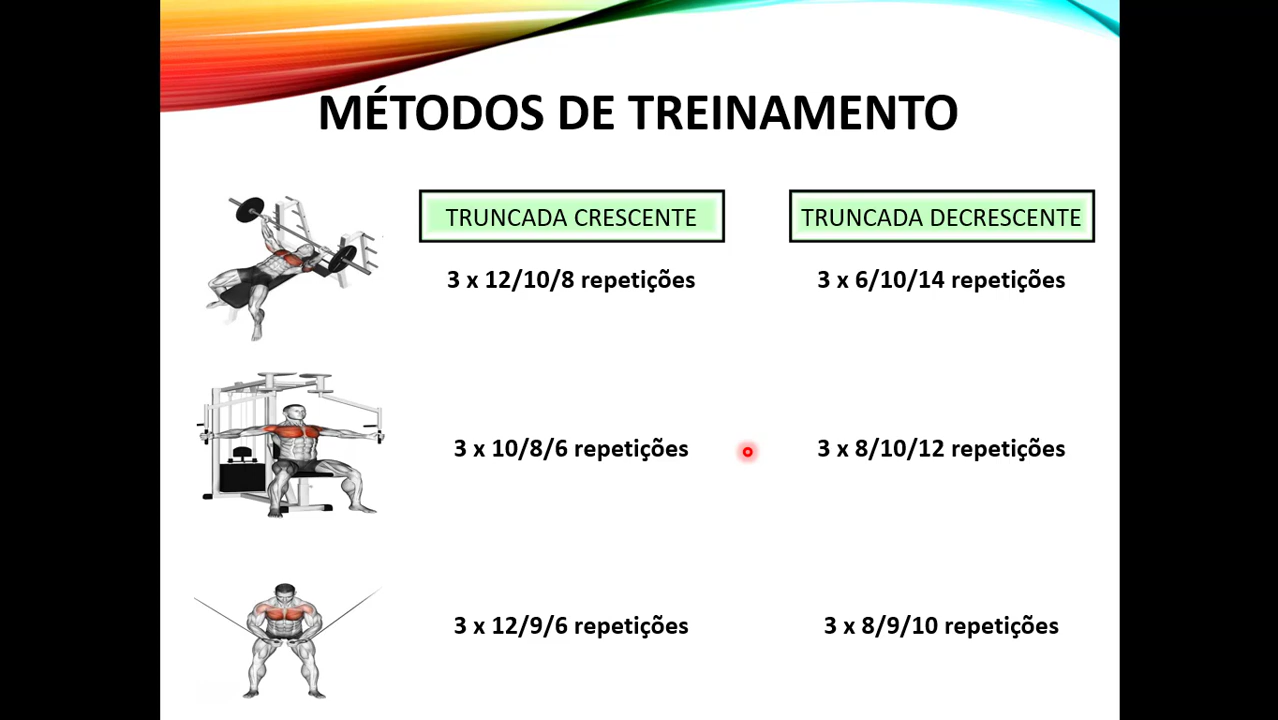 MÉTODOS DE TREINAMENTO
TRUNCADA CRESCENTE
TRUNCADA DECRESCENTE
3 x 12/10/8 repetições
3 x 6/10/14 repetições
3 x 10/8/6 repetições
3 x 8/10/12 repetições
3 x 12/9/6 repetições
3 x 8/9/10 repetições